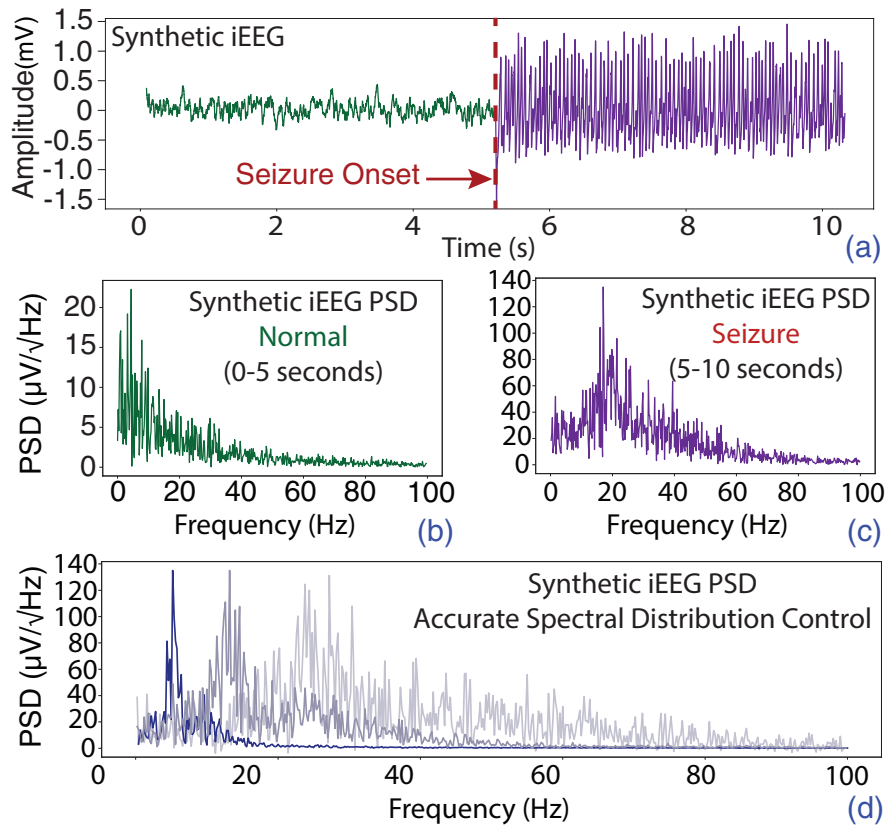 Synthetic iEEG
Amplitude(mV)
1.5
1.0
0.5
0
-0.5
-1.0
-1.5
Seizure Onset
0 2 4 6 8 10
Time (s)
(a)
Synthetic iEEG PSD
Normal
(0-5 seconds)
PSD (µV/√Hz)
20
15
10
5
0
0 20 40 60 80 100
Frequency (Hz)
(b)
Synthetic iEEG PSD
Seizure
(5-10 seconds)
140
120
100
80
60
40
20
0
0 20 40 60 80 100
Frequency (Hz)
(c)
Synthetic iEEG PSD
Accurate Spectral Distribution Control
PSD (µV/√Hz)
140
120
100
80
60
40
20
0
0 20 40 60 80 100
Frequency (Hz)
(d)